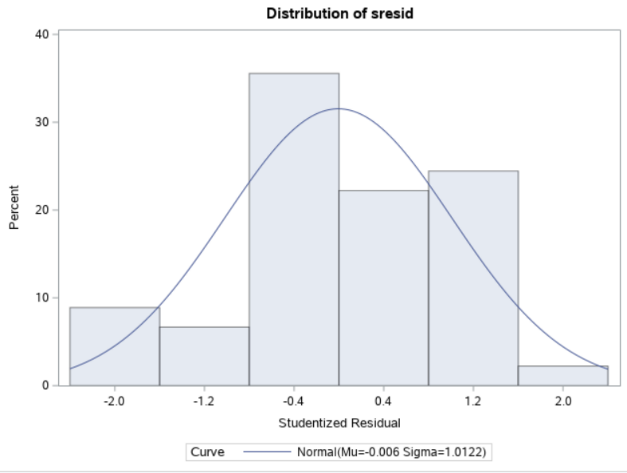 Distribution of sresid
40
30
20
10
0
Percent
-2.0 -1.2 -0.4 0.4 1.2 2.0
Studentized Residual
Curve Normal(Mu=-0.006 Sigma=1.0122)